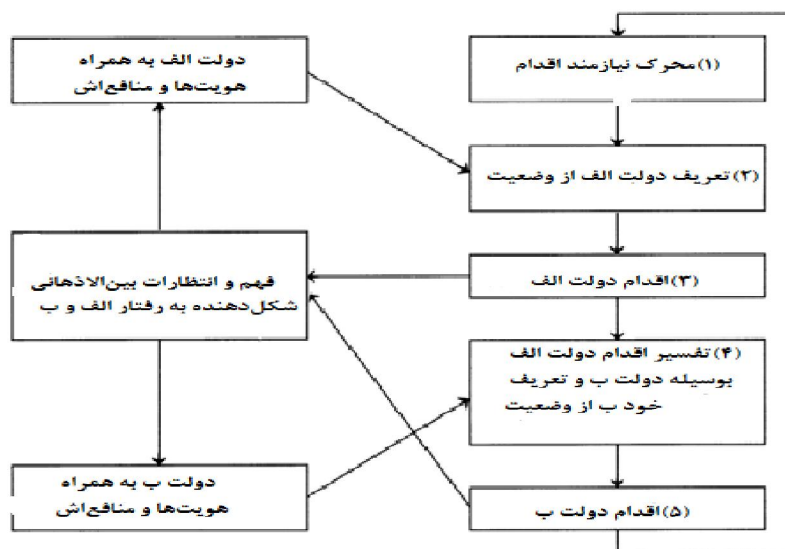 (۱) محرک نیازمند اقدام
(۲) تعریف دولت الف از وضعیت
(۳) اقدام دولت الف
(۴) تفسیر اقدام دولت الف
بوسیله دولت ب و تعریف
خود ب از وضعیت
(۵) اقدام دولت ب
دولت الف به همراه
هویت‌ها و منافع‌اش
فهم و انتظارات بین‌الاذهانی
شکل‌دهنده به رفتار الف و ب
دولت ب به همراه
هویت‌ها و منافع‌اش